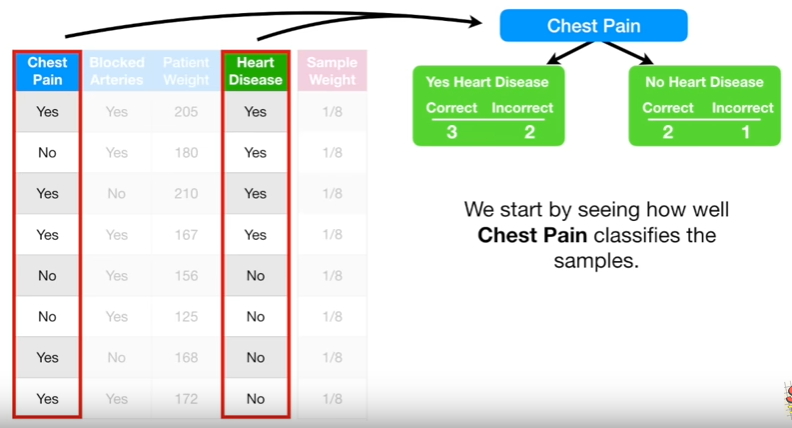 Chest Pain
Chest Pain Blocked Arteries Patient Weight Heart Disease Sample Weight
Yes Yes 205 Yes 1/8
No Yes 180 Yes 1/8
Yes No 210 Yes 1/8
Yes Yes 167 Yes 1/8
No Yes 156 No 1/8
No Yes 125 No 1/8
Yes No 168 No 1/8
Yes Yes 172 No 1/8
Yes Heart Disease
Correct Incorrect
3 2
No Heart Disease
Correct Incorrect
2 1
We start by seeing how well
Chest Pain classifies the
samples.